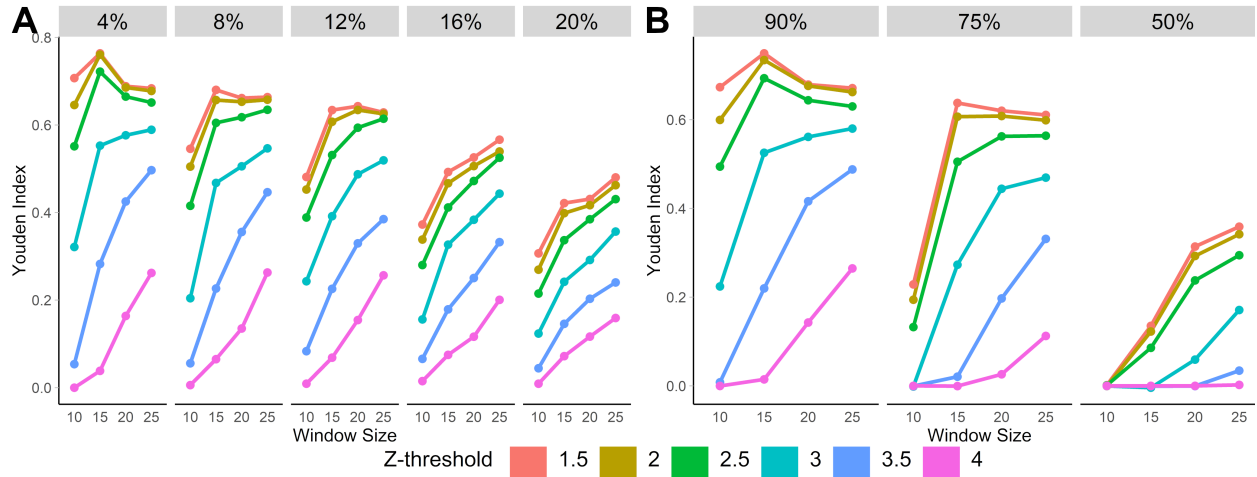 A
4% 8% 12% 16% 20%
Youden Index
0.8
0.6
0.4
0.2
0.0
10 15 20 25 10 15 20 25 10 15 20 25 10 15 20 25 10 15 20 25
Window Size
B
90% 75% 50%
Youden Index
0.6
0.4
0.2
0.0
10 15 20 25 10 15 20 25 10 15 20 25
Window Size
Z-threshold 1.5 2 2.5 3 3.5 4